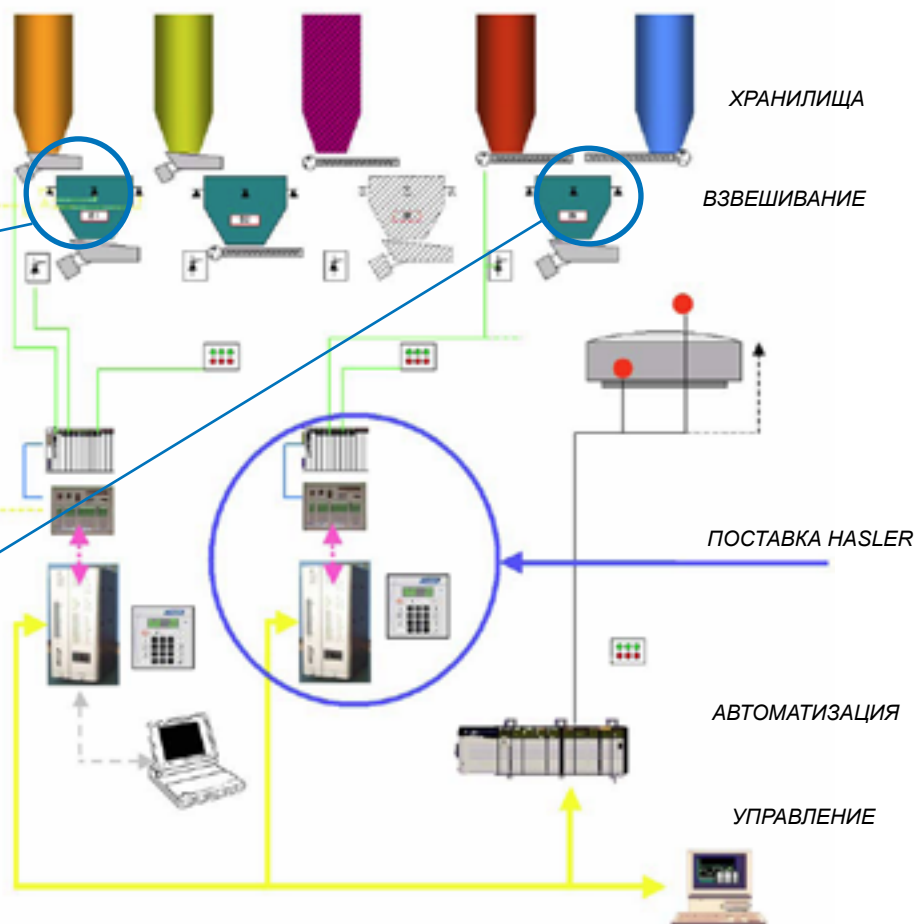 ХРАНИЛИЩА
ВЗВЕШИВАНИЕ
ПОСТАВКА HASLER
АВТОМАТИЗАЦИЯ
УПРАВЛЕНИЕ